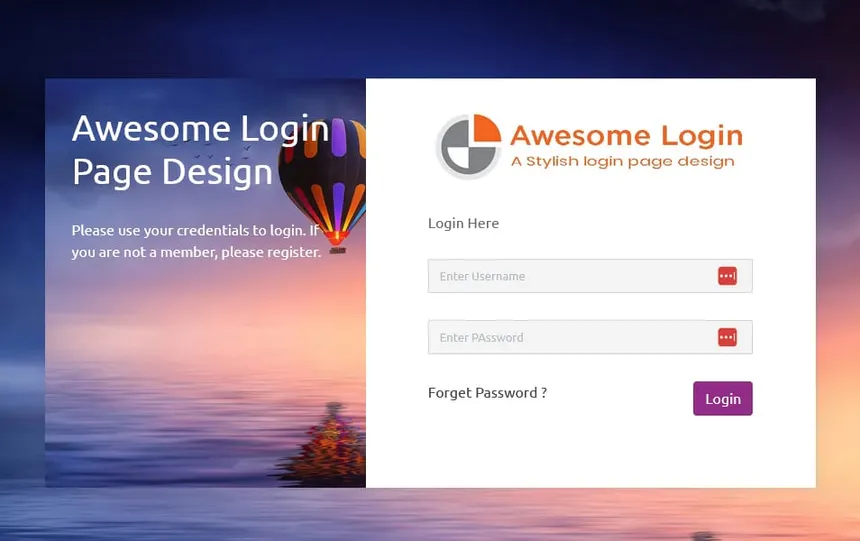 Awesome Login
Page Design
Please use your credentials to login. If
you are not a member, please register.
Awesome Login
A Stylish login page design
Login Here
Enter Username
Enter PAssword
Forget Password ?
Login